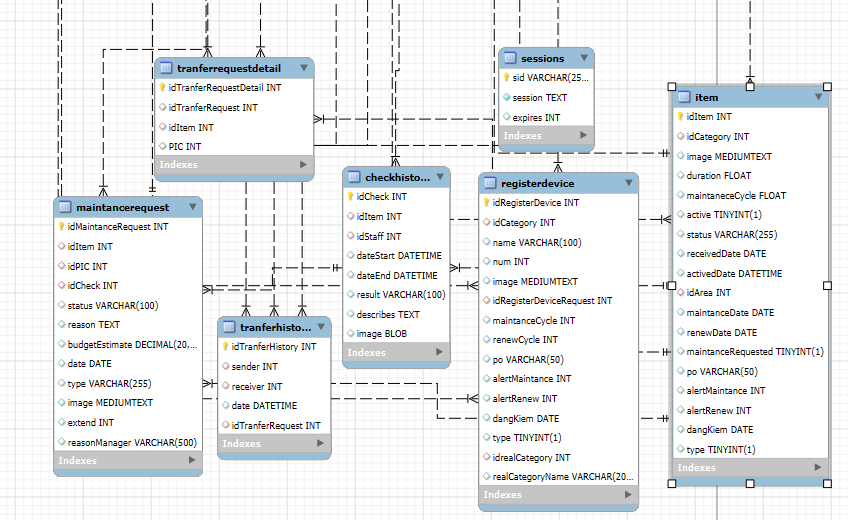 tranferrequestdetail
idTranferRequestDetail INT
idTranferRequest INT
idItem INT
PIC INT
Indexes
sessions
sid VARCHAR(25...
session TEXT
expires INT
Indexes
item
idItem INT
idCategory INT
image MEDIUMTEXT
duration FLOAT
maintaneceCycle FLOAT
active TINYINT(1)
status VARCHAR(255)
receivedDate DATE
activedDate DATETIME
idArea INT
maintanceDate DATE
renewDate DATE
maintanceRequested TINYINT(1)
po VARCHAR(50)
alertMaintance INT
alertRenew INT
dangKiem DATE
type TINYINT(1)
Indexes
maintancerequest
idMaintanceRequest INT
idItem INT
idPIC INT
idCheck INT
status VARCHAR(100)
reason TEXT
budgetEstimate DECIMAL(20,...
date DATE
type VARCHAR(255)
image MEDIUMTEXT
extend INT
reasonManager VARCHAR(500)
Indexes
checkhisto...
idCheck INT
idItem INT
idStaff INT
dateStart DATETIME
dateEnd DATETIME
result VARCHAR(100)
describes TEXT
image BLOB
Indexes
registerdevice
idRegisterDevice INT
idCategory INT
name VARCHAR(100)
num INT
image MEDIUMTEXT
idRegisterDeviceRequest INT
maintanceCycle INT
renewCycle INT
po VARCHAR(50)
alertMaintance INT
alertRenew INT
dangKiem DATE
type TINYINT(1)
idrealCategory INT
realCategoryName VARCHAR(20...
Indexes
tranferhisto...
idTranferHistory INT
sender INT
receiver INT
date DATETIME
idTranferRequest INT
Indexes